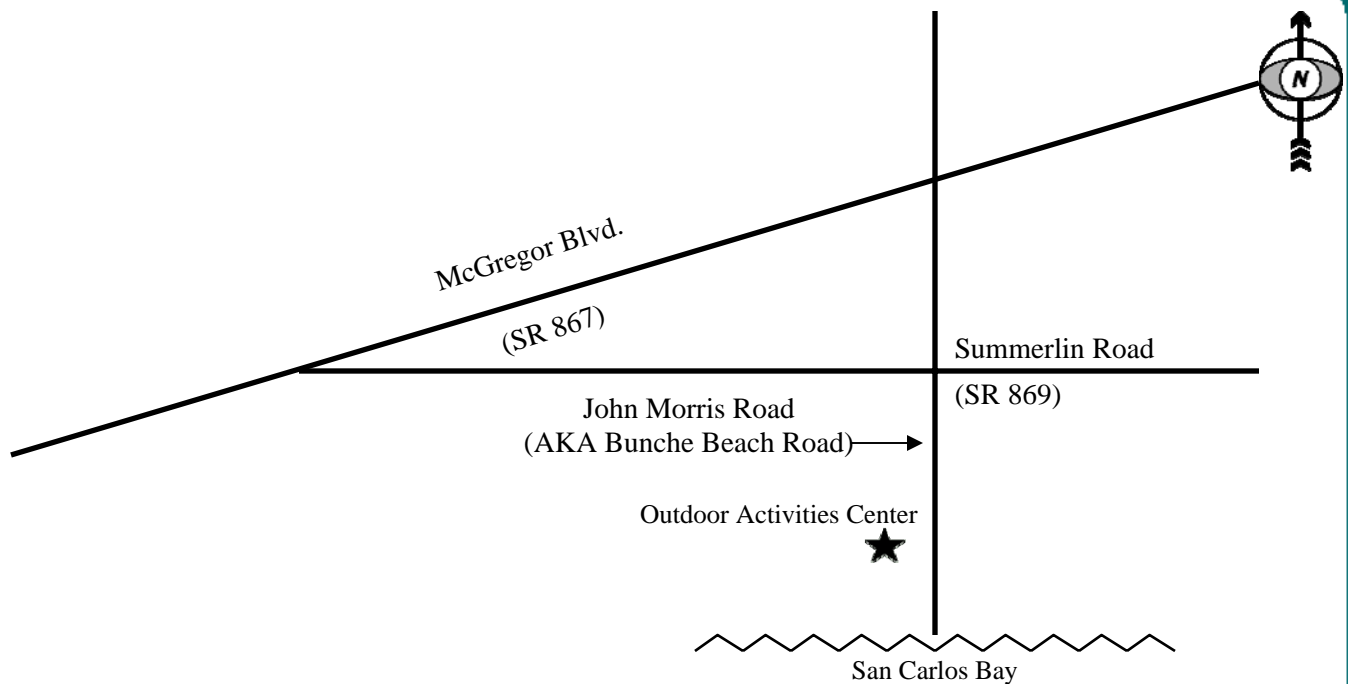 N
McGregor Blvd.
(SR 867)
Summerlin Road
(SR 869)
John Morris Road
(AKA Bunche Beach Road)
Outdoor Activities Center
San Carlos Bay